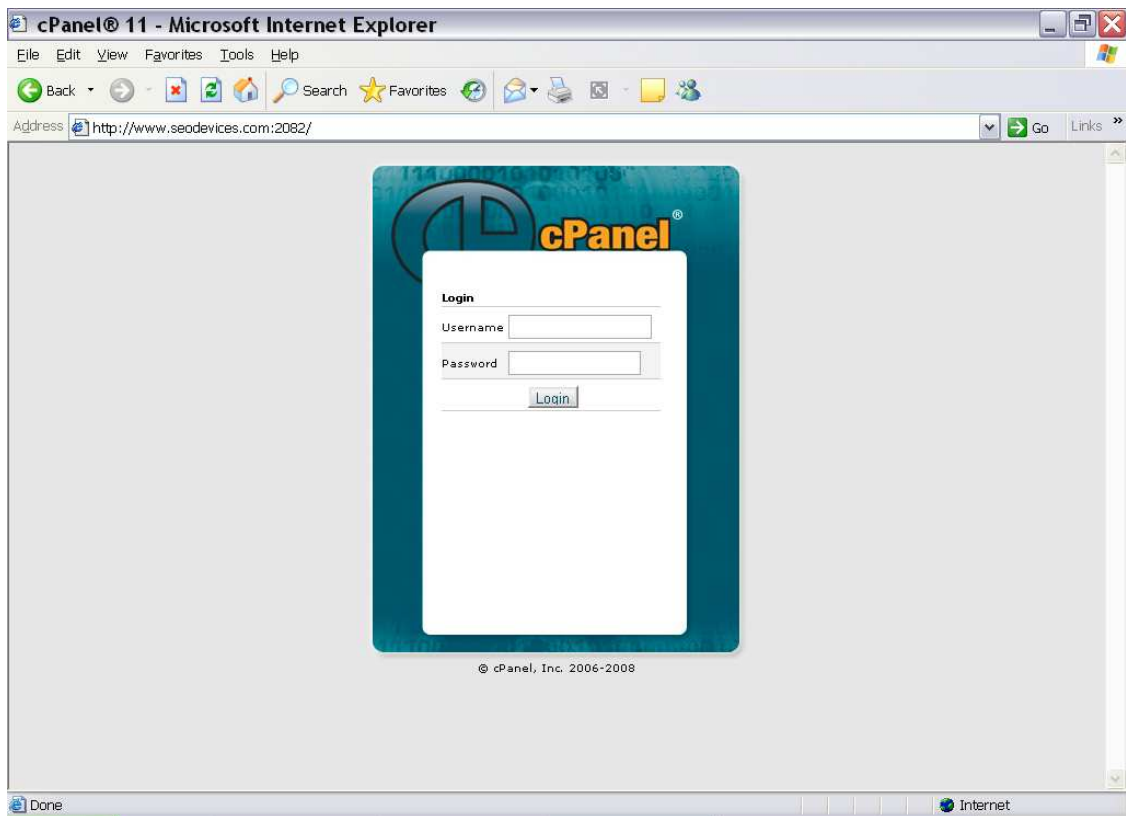 cPanel® 11 - Microsoft Internet Explorer
File Edit View Favorites Tools Help
Back Search Favorites
Address http://www.seodevices.com:2082/ Go Links »
cPanel®
Login
Username
Password
Login
© cPanel, Inc. 2006-2008
Done Internet